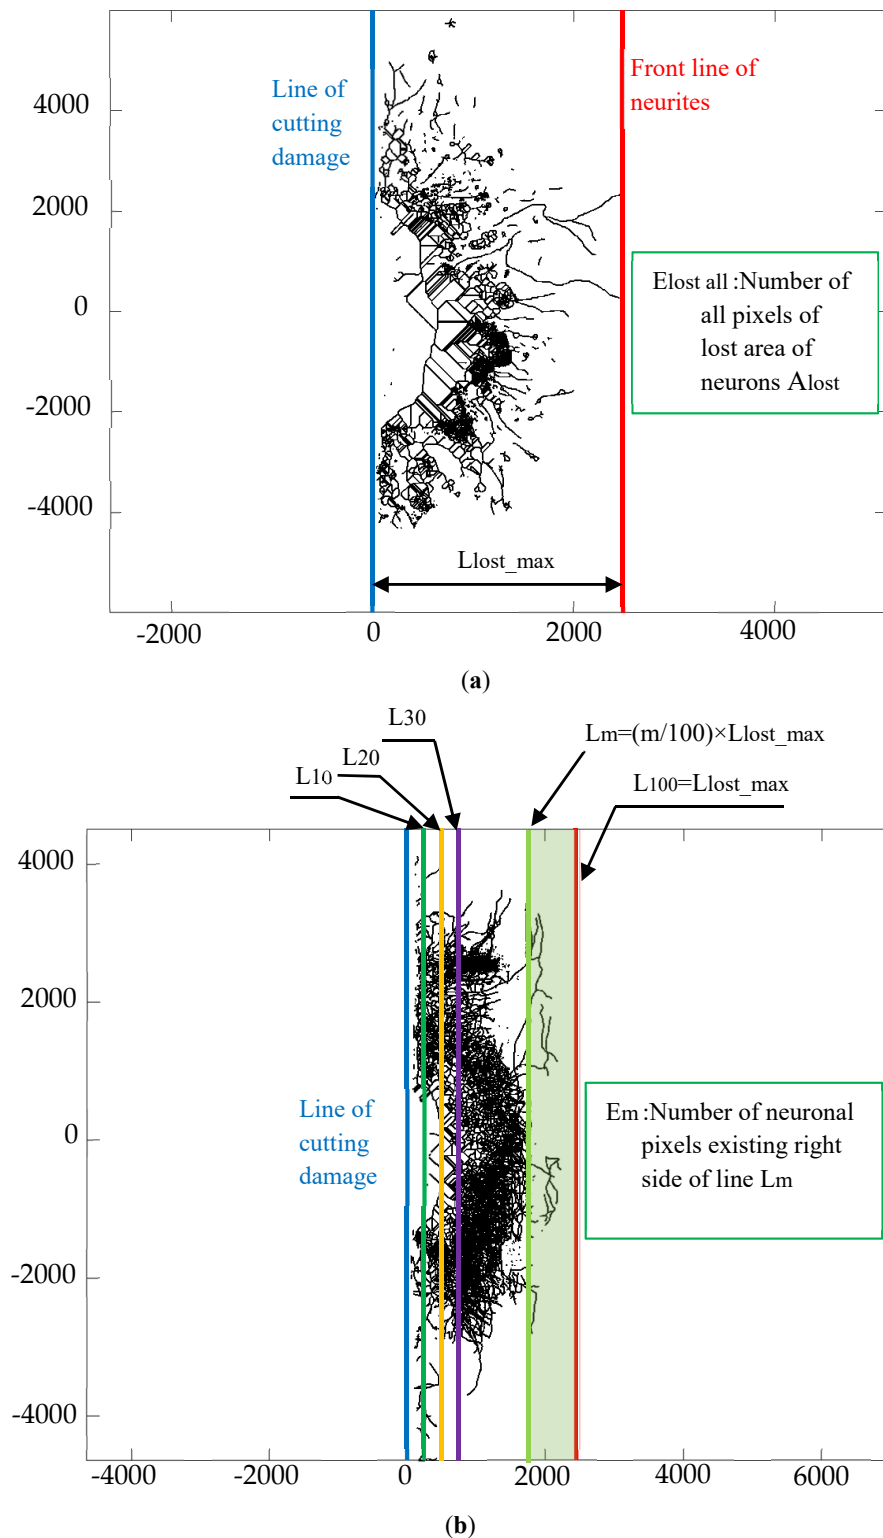 Line of
cutting
damage
Front line of
neurites
4000
2000
0
-2000
-4000
Elost all :Number of
all pixels of
lost area of
neurons Alost
Llost_max
-2000
0
2000
4000
(a)
L30
L20
L10
Lm=(m/100)×Llost_max
L100=Llost_max
4000
2000
0
-2000
-4000
Line of
cutting
damage
Em :Number of neuronal
pixels existing right
side of line Lm
-4000
-2000
0
2000
4000
6000
(b)